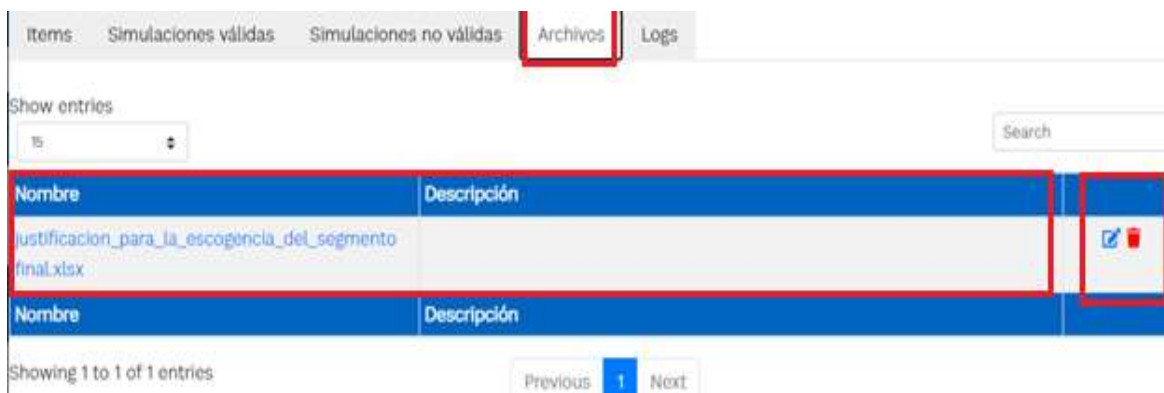 Items Simulaciones válidas Simulaciones no válidas Archivos Logs
Show entries
15
Search
Nombre Descripción
justificacion_para_la_escogencia_del_segmento
final.xlsx
Nombre Descripción
Showing 1 to 1 of 1 entries
Previous 1 Next